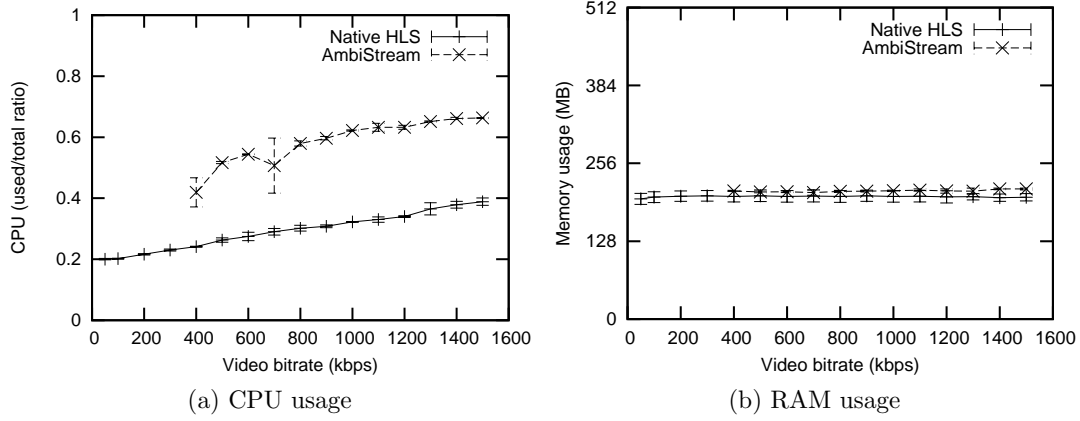 1
0.8
0.6
0.4
0.2
0
0 200 400 600 800 1000 1200 1400 1600
CPU (used/total ratio)
Video bitrate (kbps)
Native HLS
AmbiStream
(a) CPU usage
512
384
256
128
0
0 200 400 600 800 1000 1200 1400 1600
Memory usage (MB)
Video bitrate (kbps)
Native HLS
AmbiStream
(b) RAM usage